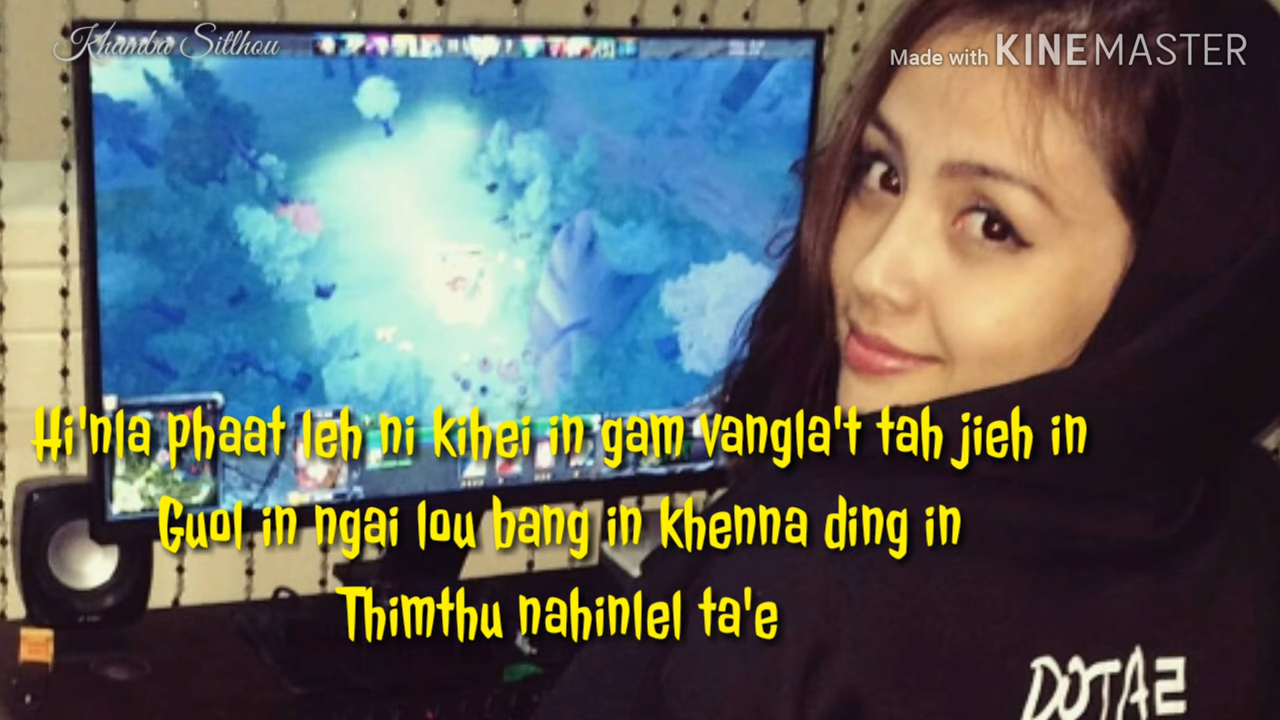 Khamba Sitlhou
Made with KINEMASTER
Hi'nla phaat leh ni kihei in gam vangla't tah jieh in
Guol in ngai lou bang in khenna ding in
Thimthu nahinlel ta'e
DOTA2